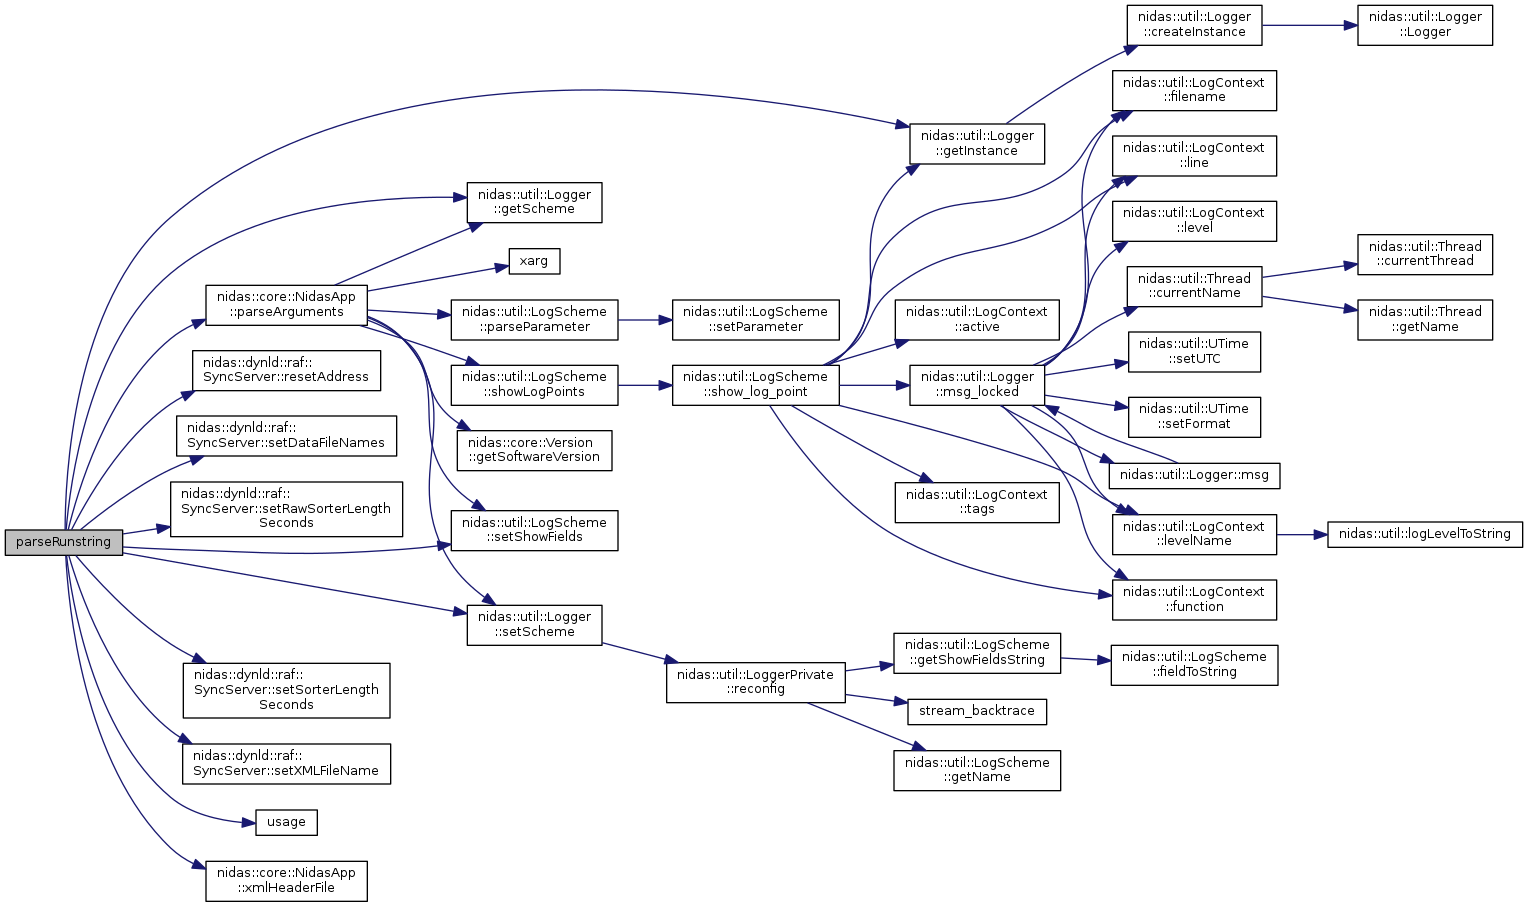 parseRunstring
nidas::util::Logger
::getInstance
nidas::util::Logger
::createInstance
nidas::util::Logger
::Logger
nidas::util::Logger
::getScheme
nidas::core::NidasApp
::parseArguments
xarg
nidas::util::LogScheme
::parseParameter
nidas::util::LogScheme
::setParameter
nidas::util::LogScheme
::showLogPoints
nidas::util::LogScheme
::show_log_point
nidas::util::LogContext
::filename
nidas::util::LogContext
::line
nidas::util::LogContext
::level
nidas::util::LogContext
::active
nidas::util::Logger
::msg_locked
nidas::util::Thread
::currentName
nidas::util::Thread
::currentThread
nidas::util::Thread
::getName
nidas::util::UTime
::setUTC
nidas::util::UTime
::setFormat
nidas::util::Logger::msg
nidas::util::LogContext
::tags
nidas::util::LogContext
::levelName
nidas::util::logLevelToString
nidas::util::LogContext
::function
nidas::core::Version
::getSoftwareVersion
nidas::util::LogScheme
::setShowFields
nidas::util::Logger
::setScheme
nidas::util::LoggerPrivate
::reconfig
nidas::util::LogScheme
::getShowFieldsString
nidas::util::LogScheme
::fieldToString
stream_backtrace
nidas::util::LogScheme
::getName
nidas::dynld::raf::
SyncServer::resetAddress
nidas::dynld::raf::
SyncServer::setDataFileNames
nidas::dynld::raf::
SyncServer::setRawSorterLength
Seconds
nidas::dynld::raf::
SyncServer::setSorterLength
Seconds
nidas::dynld::raf::
SyncServer::setXMLFileName
usage
nidas::core::NidasApp
::xmlHeaderFile